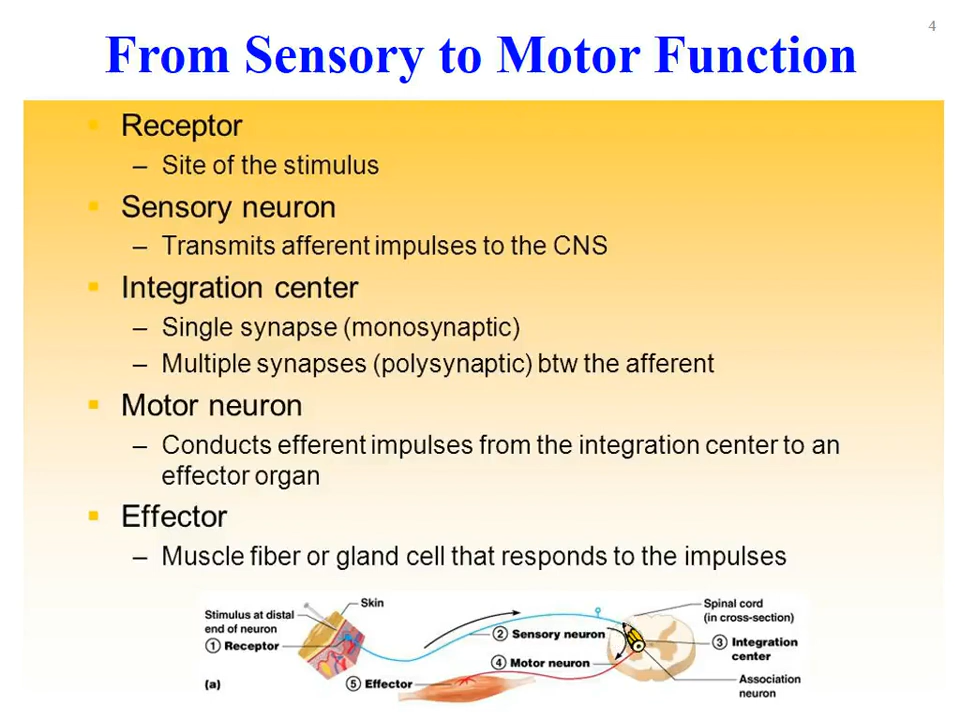 4
From Sensory to Motor Function
Receptor
– Site of the stimulus
Sensory neuron
– Transmits afferent impulses to the CNS
Integration center
– Single synapse (monosynaptic)
– Multiple synapses (polysynaptic) btw the afferent
Motor neuron
– Conducts efferent impulses from the integration center to an
effector organ
Effector
– Muscle fiber or gland cell that responds to the impulses
Stimulus at distal
end of neuron
Skin
① Receptor
② Sensory neuron
Spinal cord
(in cross-section)
③ Integration
center
④ Motor neuron
Association
neuron
⑤ Effector
(a)